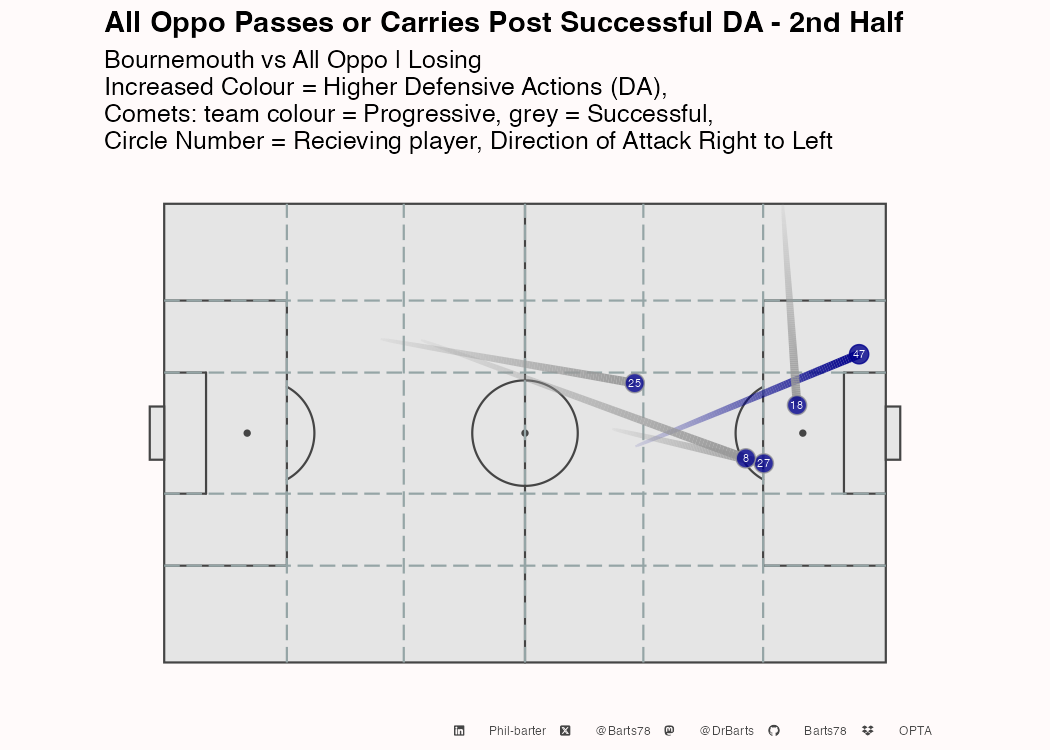 All Oppo Passes or Carries Post Successful DA - 2nd Half
Bournemouth vs All Oppo | Losing
Increased Colour = Higher Defensive Actions (DA),
Comets: team colour = Progressive, grey = Successful,
Circle Number = Recieving player, Direction of Attack Right to Left
47
25
18
8
27
Phil-barter @Barts78 @DrBarts Barts78 OPTA